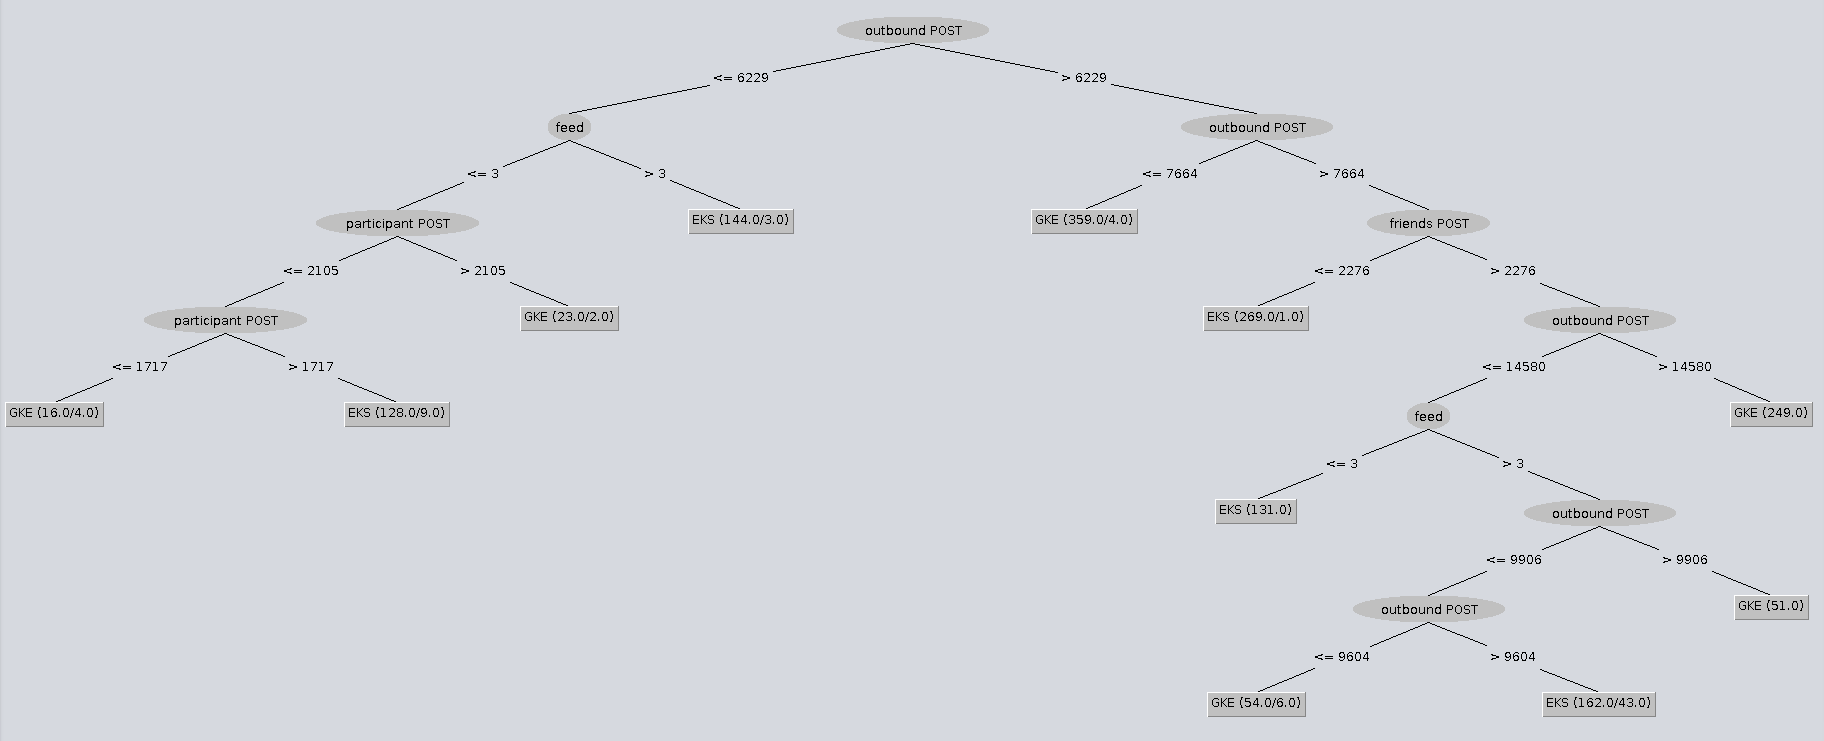 outbound POST
<= 6229
> 6229
feed
outbound POST
<= 3
> 3
<= 7664
> 7664
participant POST
EKS (144.0/3.0)
GKE (359.0/4.0)
friends POST
<= 2105
> 2105
<= 2276
> 2276
participant POST
GKE (23.0/2.0)
EKS (269.0/1.0)
outbound POST
<= 1717
> 1717
<= 14580
> 14580
GKE (16.0/4.0)
EKS (128.0/9.0)
feed
GKE (249.0)
<= 3
> 3
EKS (131.0)
outbound POST
<= 9906
> 9906
outbound POST
GKE (51.0)
<= 9604
> 9604
GKE (54.0/6.0)
EKS (162.0/43.0)